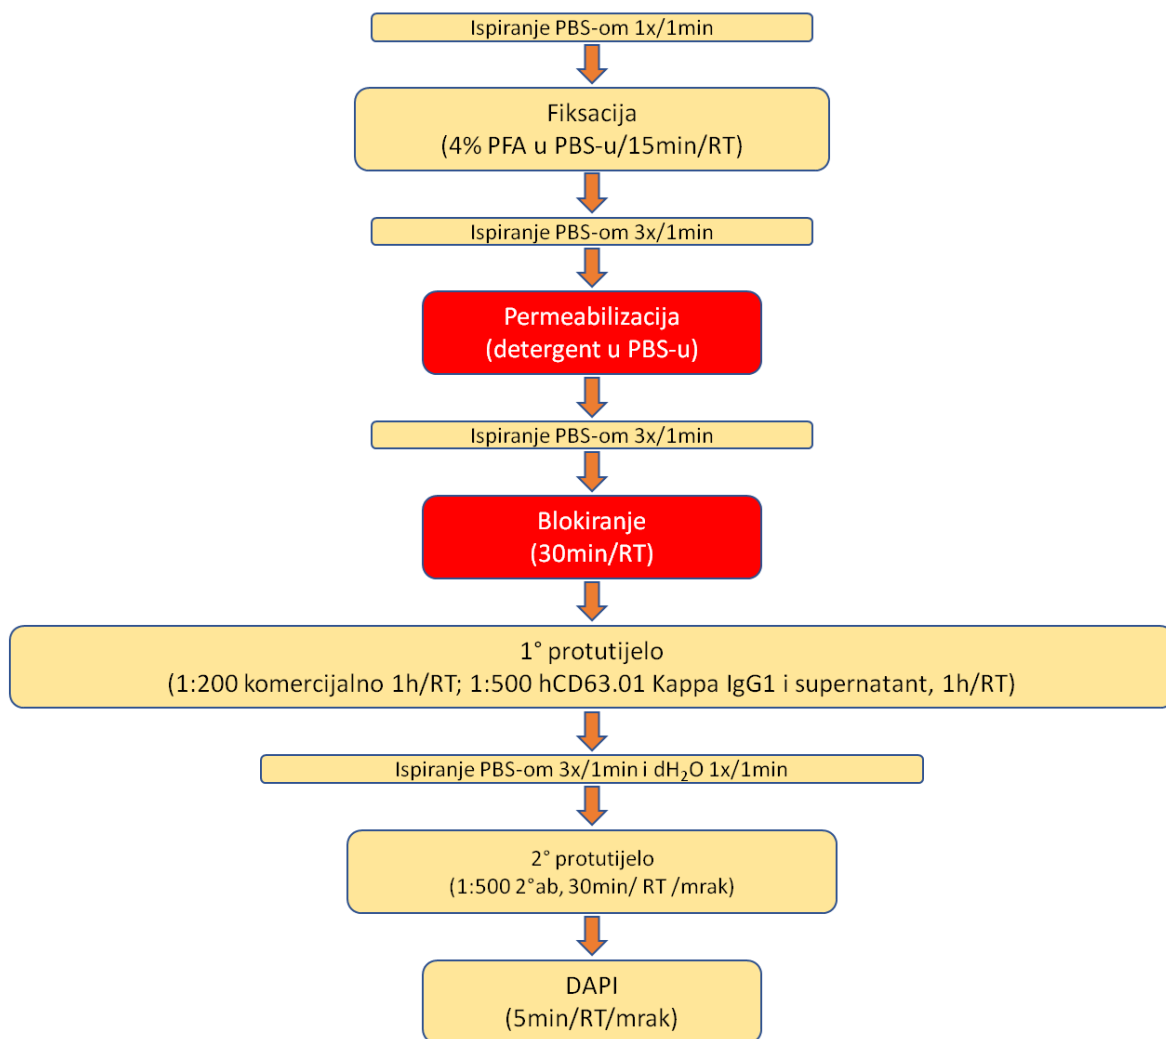 Ispiranje PBS-om 1x/1min
Fiksacija
(4% PFA u PBS-u/15min/RT)
Ispiranje PBS-om 3x/1min
Permeabilizacija
(detergent u PBS-u)
Ispiranje PBS-om 3x/1min
Blokiranje
(30min/RT)
1° protutijelo
(1:200 komercijalno 1h/RT; 1:500 hCD63.01 Kappa IgG1 i supernatant, 1h/RT)
Ispiranje PBS-om 3x/1min i dH₂O 1x/1min
2° protutijelo
(1:500 2°ab, 30min/ RT /mrak)
DAPI
(5min/RT/mrak)